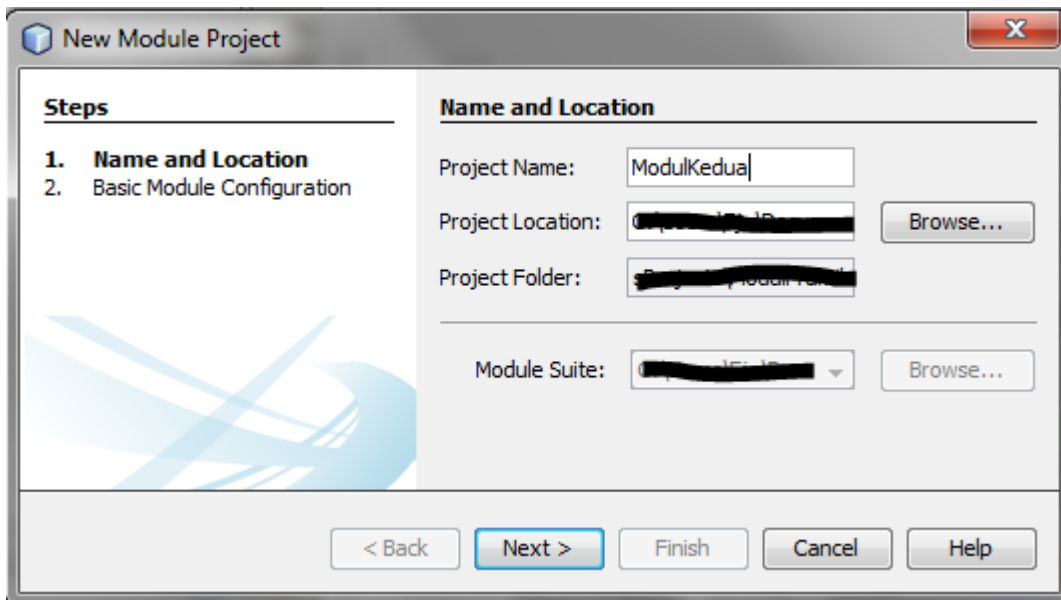 New Module Project
Steps
1. Name and Location
2. Basic Module Configuration
Name and Location
Project Name: ModulKedua
Project Location: Browse...
Project Folder:
Module Suite: Browse...
< Back Next > Finish Cancel Help